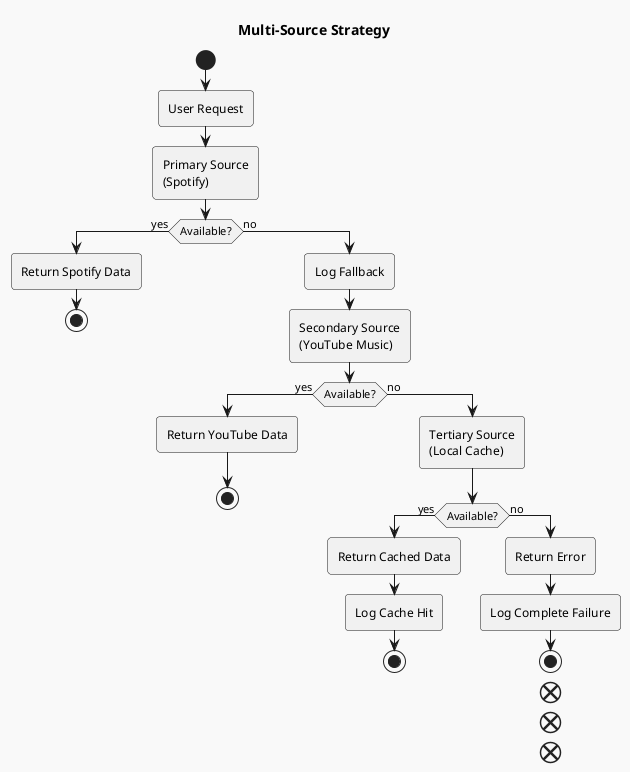 Multi-Source Strategy
User Request
Primary Source
(Spotify)
Available?
yes
no
Return Spotify Data
Log Fallback
Secondary Source
(YouTube Music)
Available?
yes
no
Return YouTube Data
Tertiary Source
(Local Cache)
Available?
yes
no
Return Cached Data
Return Error
Log Cache Hit
Log Complete Failure